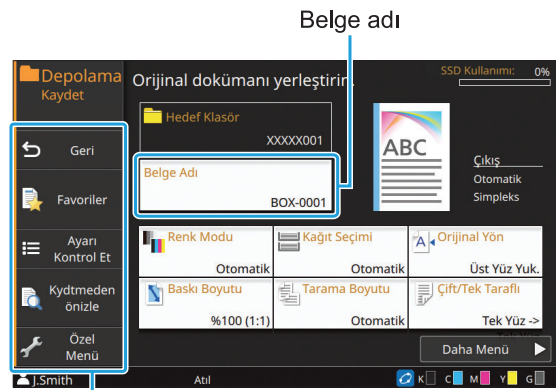 Belge adı
Depolama
Kaydet
Orijinal dokümanı yerleştirin.
SSD Kullanımı: 0%
Hedef Klasör
XXXXX001
Belge Adı
BOX-0001
ABC
Çıkış
Otomatik
Simpleks
Geri
Favoriler
Ayarı
Kontrol Et
Kydtmeden
önizle
Özel
Menü
Renk Modu
Otomatik
Kağıt Seçimi
Otomatik
A
Orijinal Yön
Üst Yüz Yuk.
Baskı Boyutu
%100 (1:1)
Tarama Boyutu
Otomatik
Çift/Tek Taraflı
Tek Yüz ->
Daha Menü
J.Smith
Atıl
K C M Y G